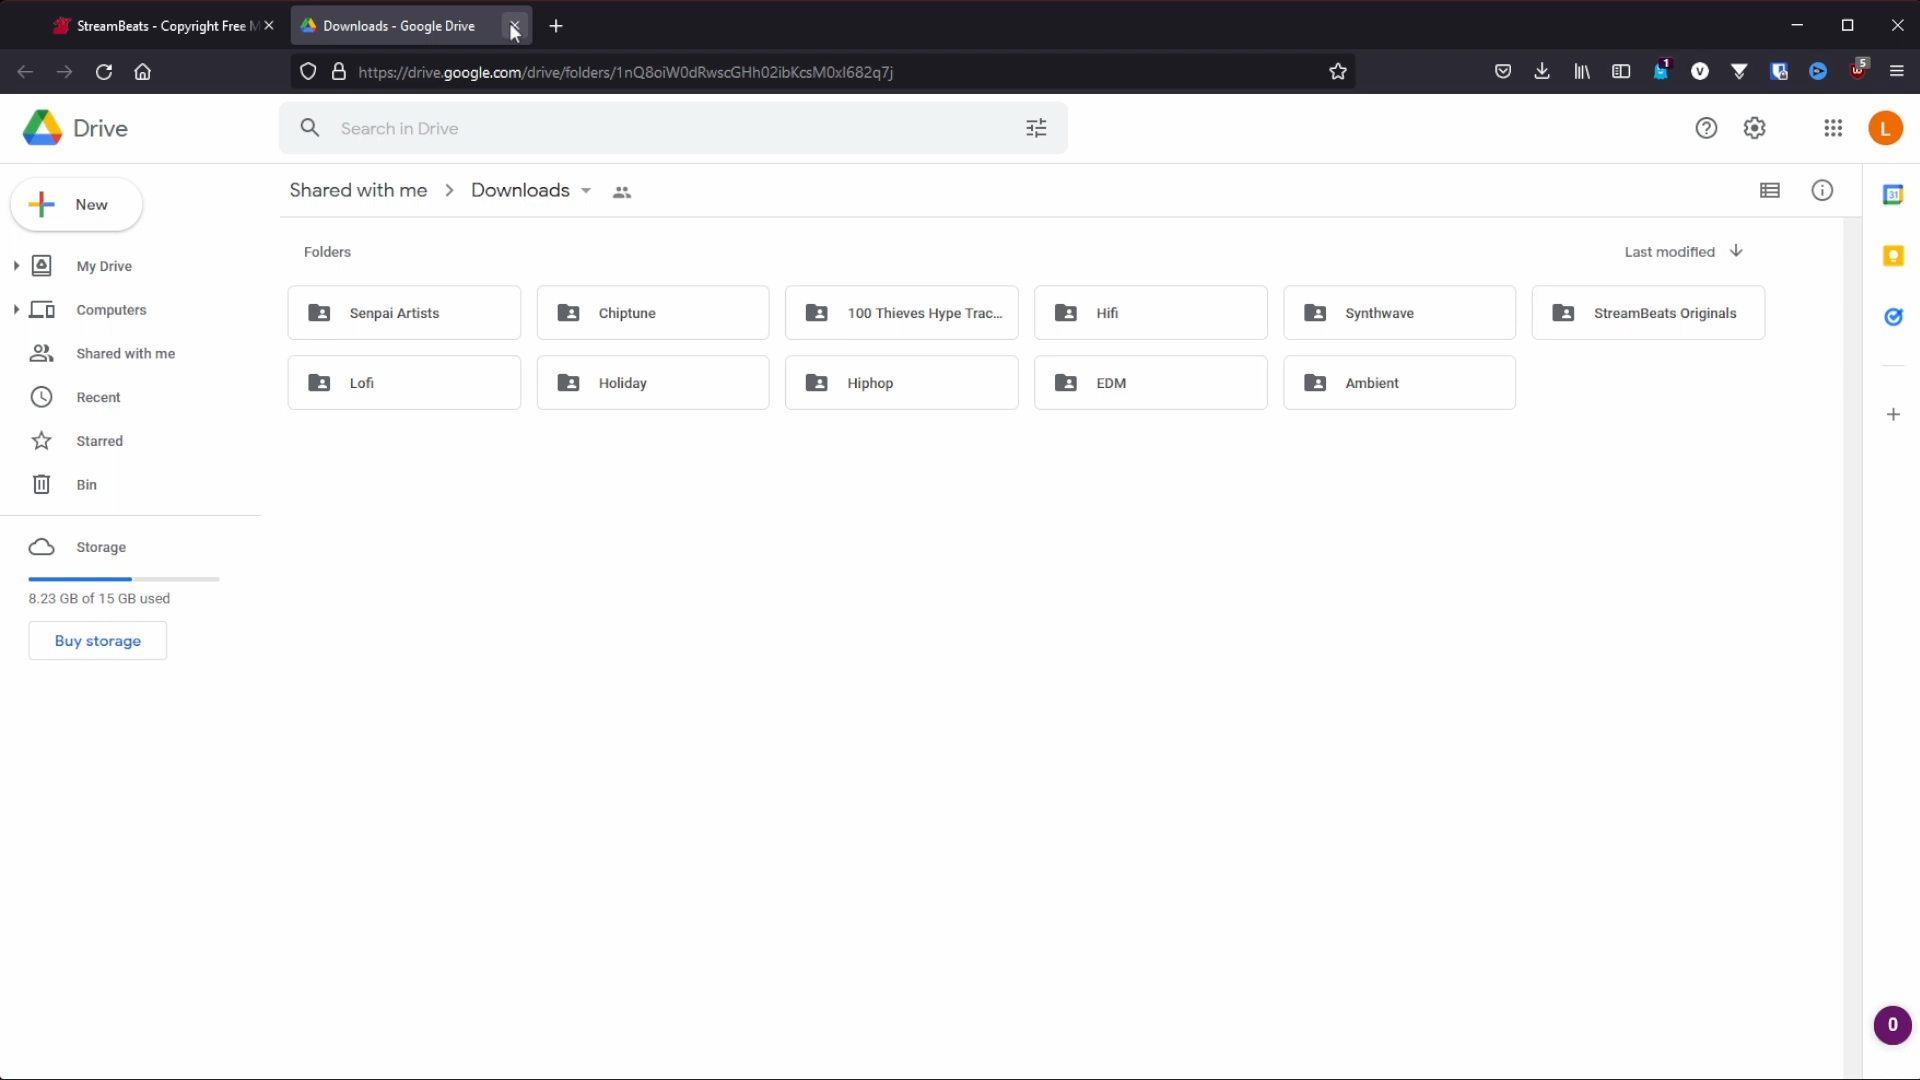 StreamBeats - Copyright Free M
Downloads - Google Drive
https://drive.google.com/drive/folders/1nQ8oiW0dRwscGHh02ibKcsM0xI682q7j
1
V
5
Drive
Search in Drive
L
New
Shared with me > Downloads
31
My Drive
Computers
Shared with me
Recent
Starred
Bin
Storage
8.23 GB of 15 GB used
Buy storage
Folders
Last modified
Senpai Artists
Chiptune
100 Thieves Hype Trac...
Hifi
Synthwave
StreamBeats Originals
Lofi
Holiday
Hiphop
EDM
Ambient
0